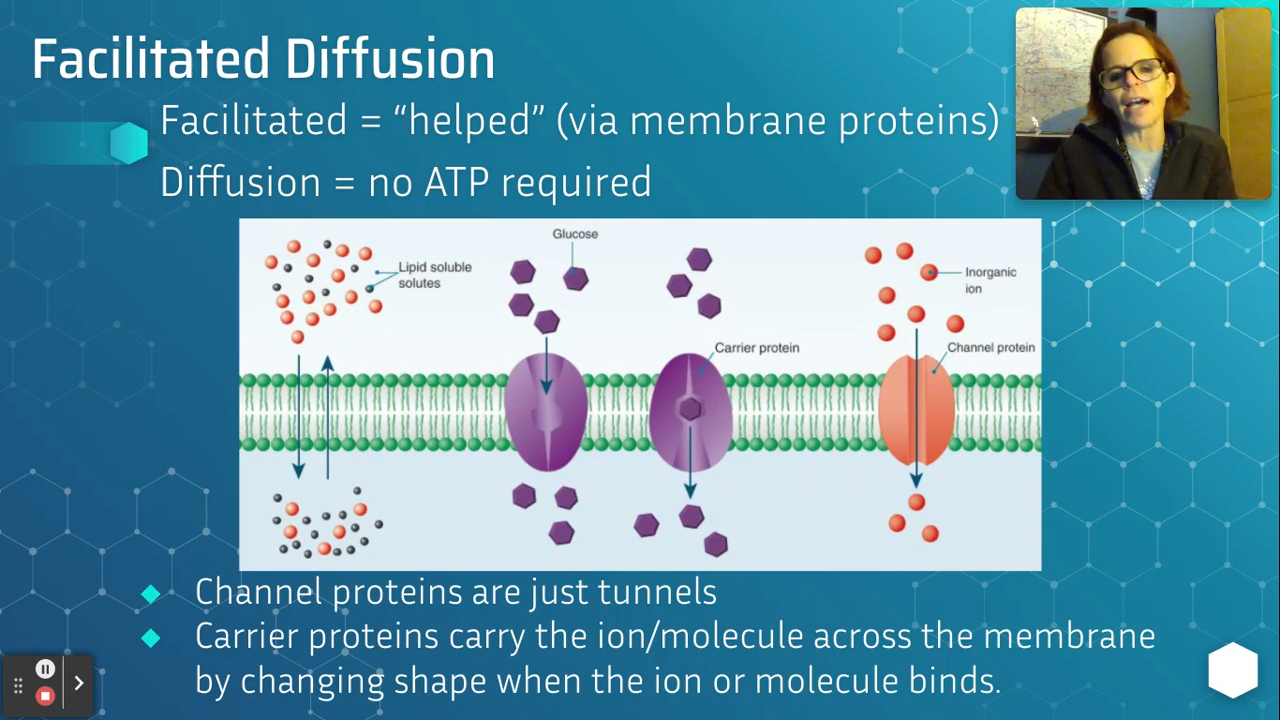 Facilitated Diffusion
Facilitated = “helped” (via membrane proteins)
Diffusion = no ATP required
Glucose
Lipid soluble
solutes
Inorganic
ion
Carrier protein
Channel protein
Channel proteins are just tunnels
Carrier proteins carry the ion/molecule across the membrane
by changing shape when the ion or molecule binds.